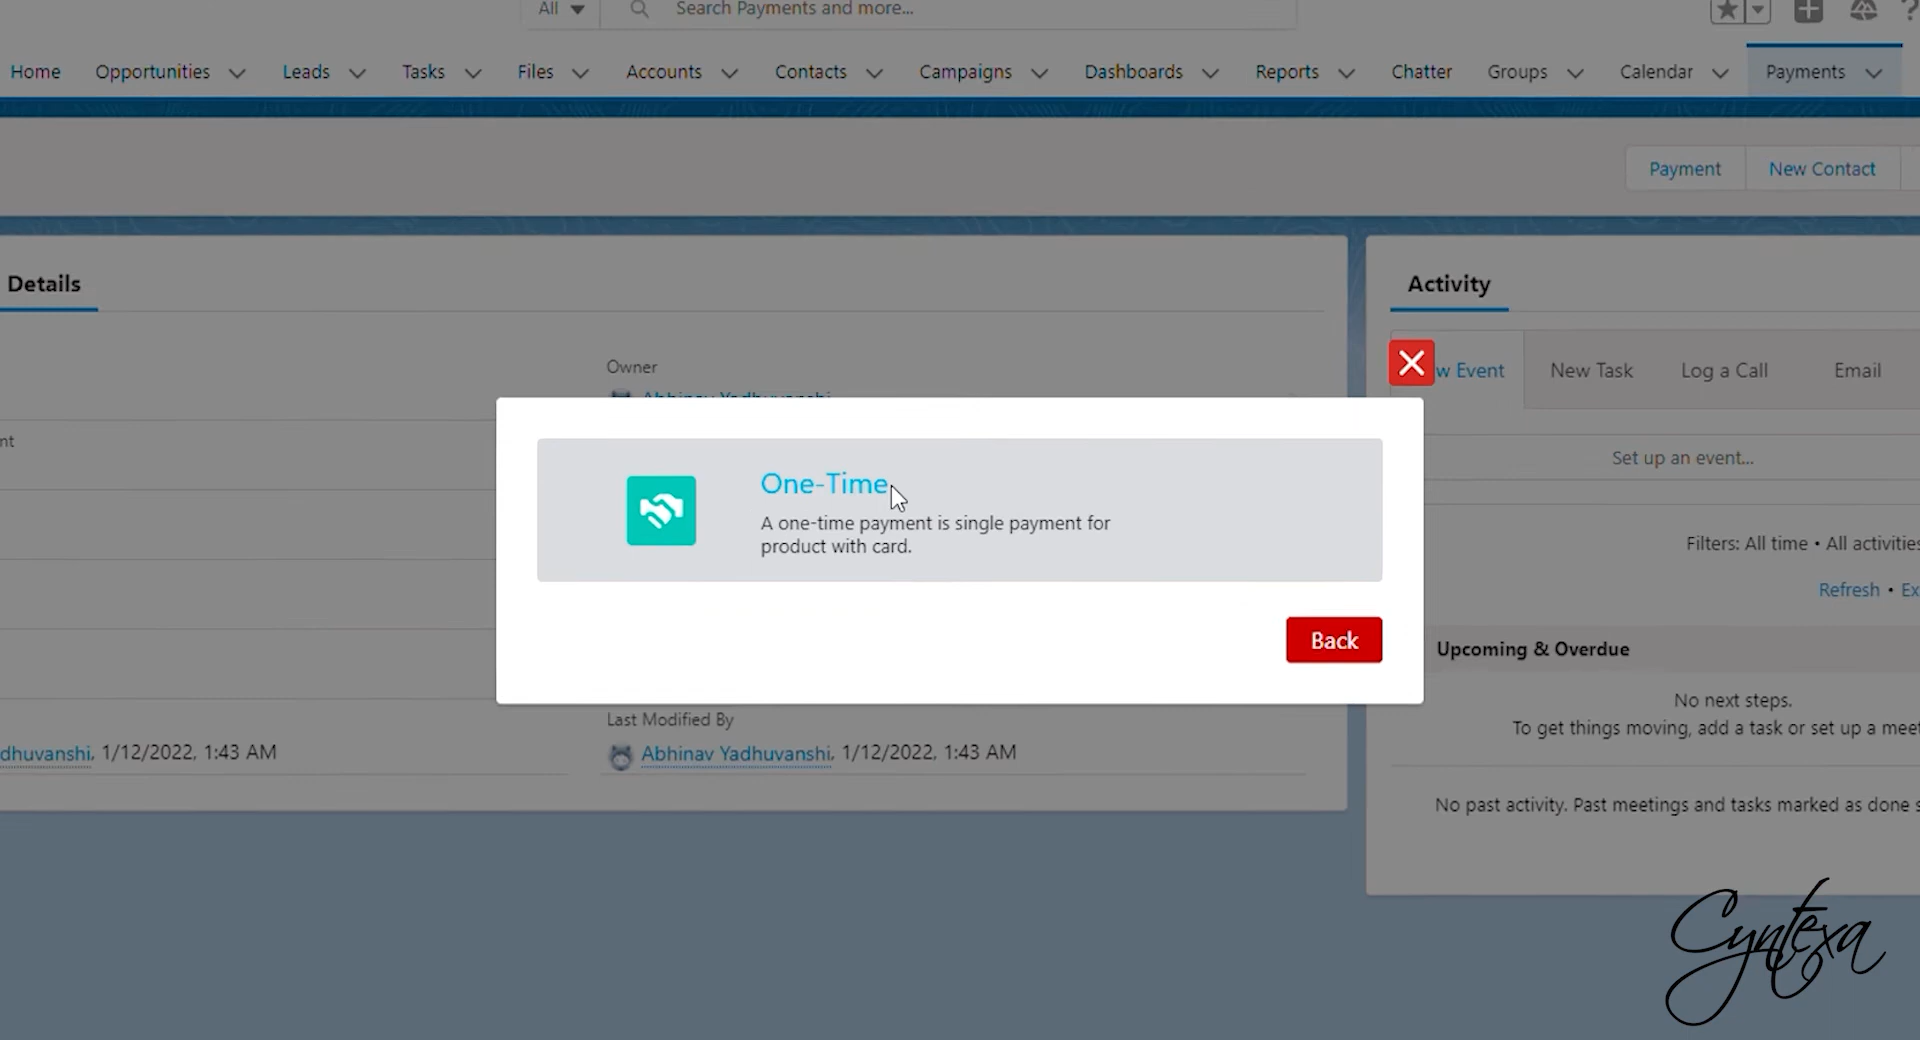 All
Search Payments and more...
Home Opportunities Leads Tasks Files Accounts Contacts Campaigns Dashboards Reports Chatter Groups Calendar Payments
Payment New Contact
Details
Activity
Owner
Abhinav Yadhuvanshi
w Event New Task Log a Call Email
nt
Set up an event...
One-Time
A one-time payment is single payment for
product with card.
Back
Filters: All time • All activities
Refresh • Ex
Upcoming & Overdue
No next steps.
To get things moving, add a task or set up a meet
Last Modified By
dhuvanshi, 1/12/2022, 1:43 AM
Abhinav Yadhuvanshi, 1/12/2022, 1:43 AM
No past activity. Past meetings and tasks marked as done s
Cyntexa